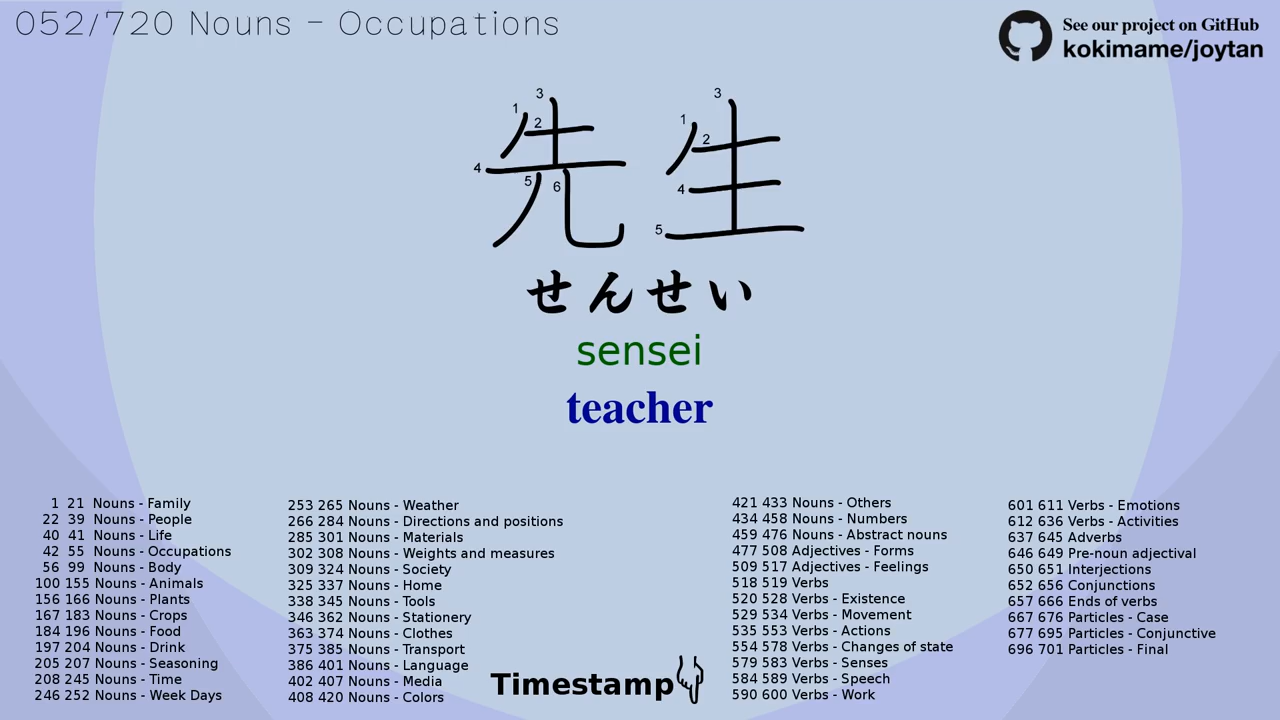 052/720 Nouns - Occupations
See our project on GitHub
kokimame/joytan
先生
1 2 3 4 5 6
1 2 3 4 5
せんせい
sensei
teacher
1 21 Nouns - Family
22 39 Nouns - People
40 41 Nouns - Life
42 55 Nouns - Occupations
56 99 Nouns - Body
100 155 Nouns - Animals
156 166 Nouns - Plants
167 183 Nouns - Crops
184 196 Nouns - Food
197 204 Nouns - Drink
205 207 Nouns - Seasoning
208 245 Nouns - Time
246 252 Nouns - Week Days
253 265 Nouns - Weather
266 284 Nouns - Directions and positions
285 301 Nouns - Materials
302 308 Nouns - Weights and measures
309 324 Nouns - Society
325 337 Nouns - Home
338 345 Nouns - Tools
346 362 Nouns - Stationery
363 374 Nouns - Clothes
375 385 Nouns - Transport
386 401 Nouns - Language
402 407 Nouns - Media
408 420 Nouns - Colors
Timestamp
421 433 Nouns - Others
434 458 Nouns - Numbers
459 476 Nouns - Abstract nouns
477 508 Adjectives - Forms
509 517 Adjectives - Feelings
518 519 Verbs
520 528 Verbs - Existence
529 534 Verbs - Movement
535 553 Verbs - Actions
554 578 Verbs - Changes of state
579 583 Verbs - Senses
584 589 Verbs - Speech
590 600 Verbs - Work
601 611 Verbs - Emotions
612 636 Verbs - Activities
637 645 Adverbs
646 649 Pre-noun adjectival
650 651 Interjections
652 656 Conjunctions
657 666 Ends of verbs
667 676 Particles - Case
677 695 Particles - Conjunctive
696 701 Particles - Final